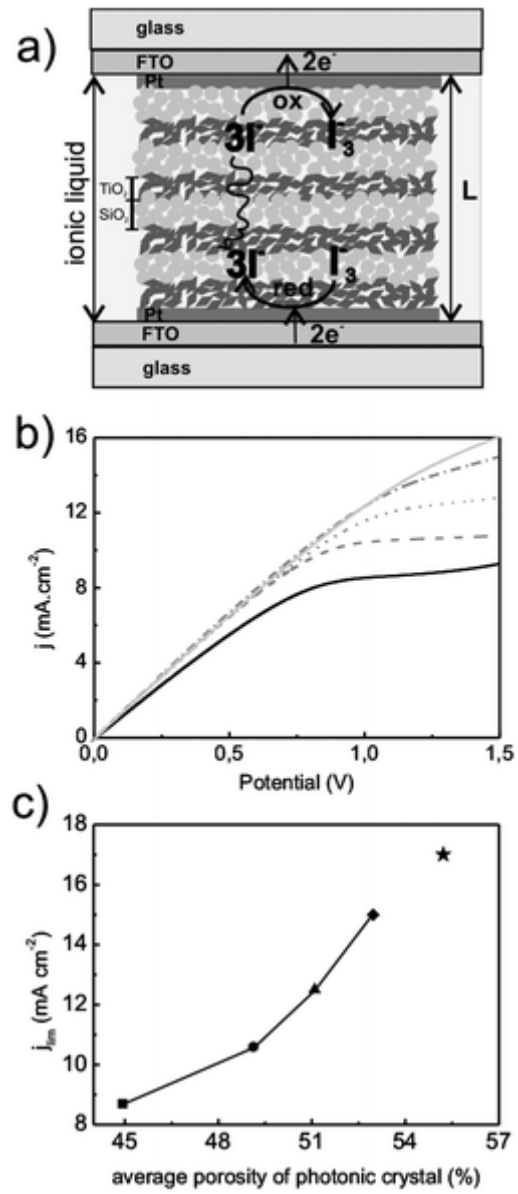 a)
glass
FTO
2e⁻
Pt
ox
3I⁻ I⁻₃
ionic liquid
TiO₂
SiO₂
L
3I⁻ I⁻₃
red
Pt
FTO
2e⁻
glass
b)
16
12
8
4
0
0,0 0,5 1,0 1,5
j (mA.cm⁻²)
Potential (V)
c)
18
16
14
12
10
8
45 48 51 54 57
j_lim (mA cm⁻²)
average porosity of photonic crystal (%)